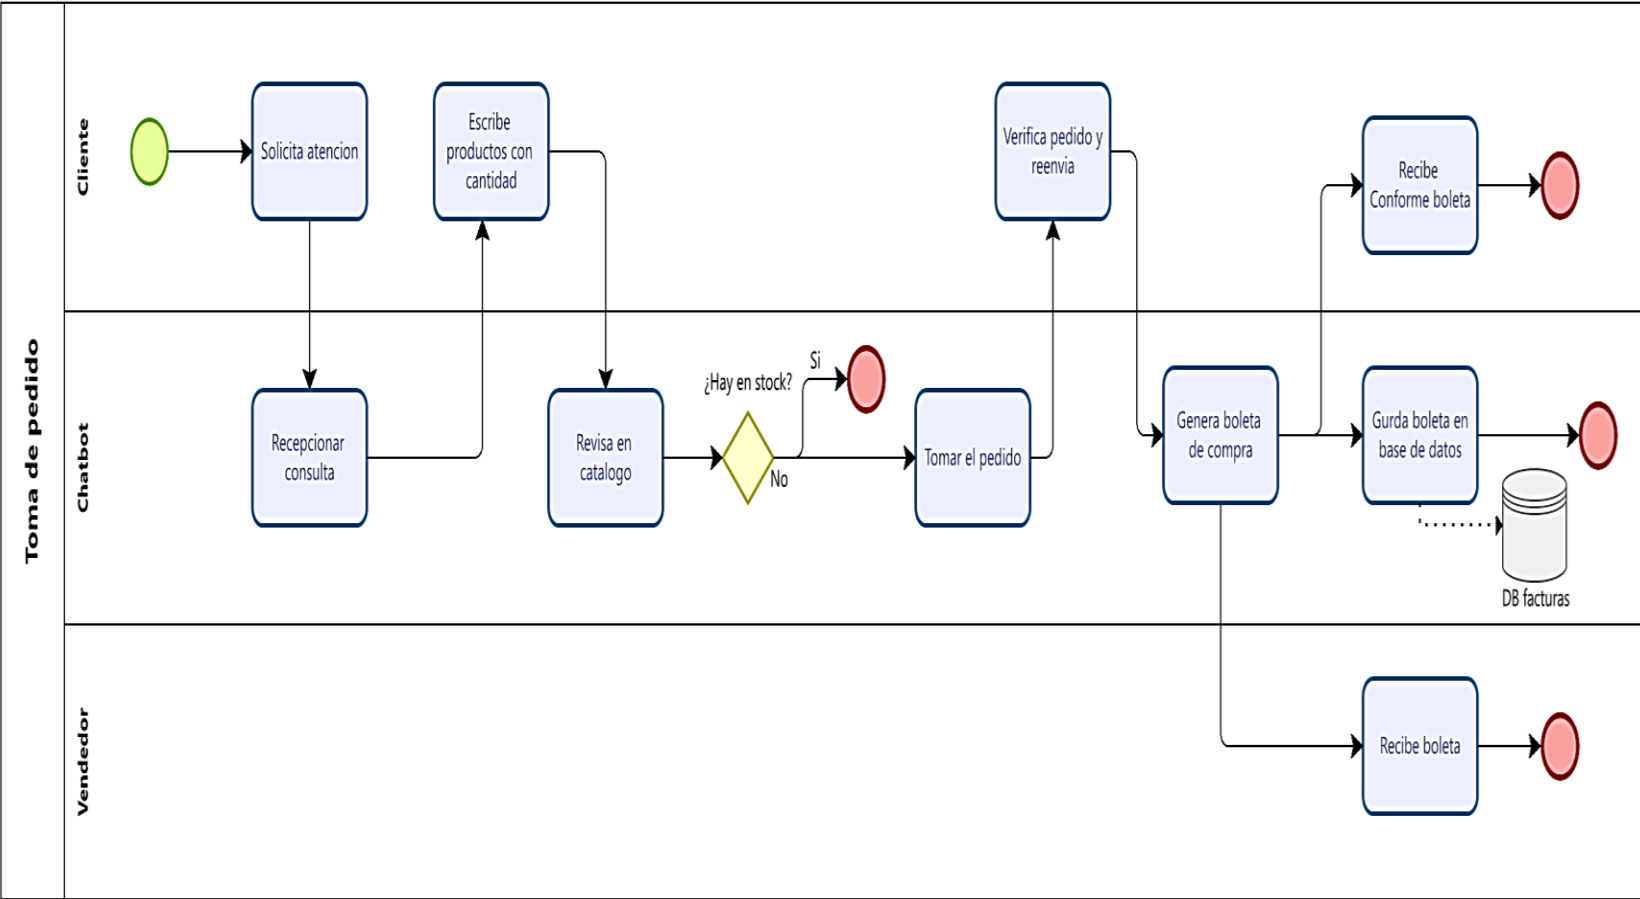 Toma de pedido
Cliente
Solicita atencion
Escribe
productos con
cantidad
Verifica pedido y
reenvia
Recibe
Conforme boleta
Chatbot
Recepcionar
consulta
Revisa en
catalogo
¿Hay en stock?
Si
No
Tomar el pedido
Genera boleta
de compra
Gurda boleta en
base de datos
DB facturas
Vendedor
Recibe boleta